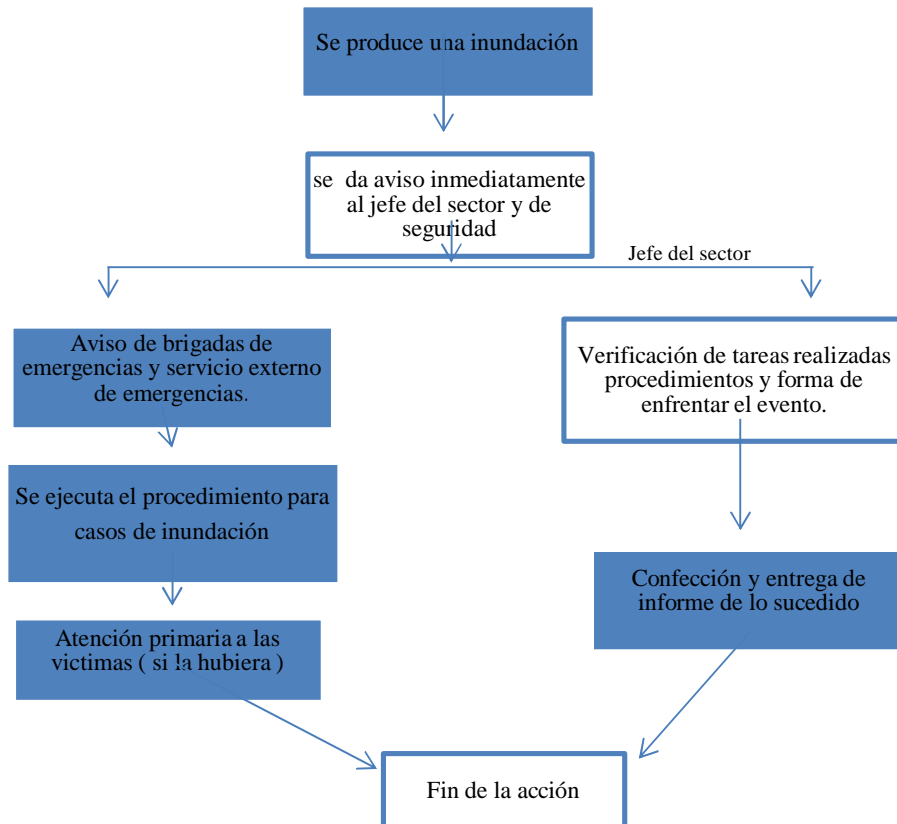 Se produce una inundación
se da aviso inmediatamente
al jefe del sector y de
seguridad
Jefe del sector
Aviso de brigadas de
emergencias y servicio externo
de emergencias.
Verificación de tareas realizadas
procedimientos y forma de
enfrentar el evento.
Se ejecuta el procedimiento para
casos de inundación
Confección y entrega de
informe de lo sucedido
Atención primaria a las
victimas ( si la hubiera )
Fin de la acción